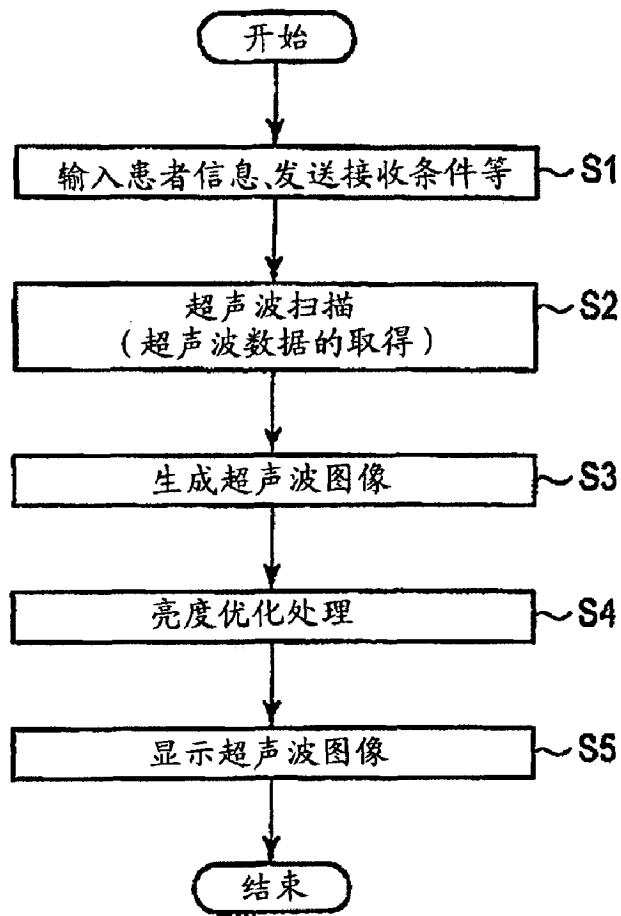 开始
输入患者信息、发送接收条件等
S1
超声波扫描
(超声波数据的取得)
S2
生成超声波图像
S3
亮度优化处理
S4
显示超声波图像
S5
结束